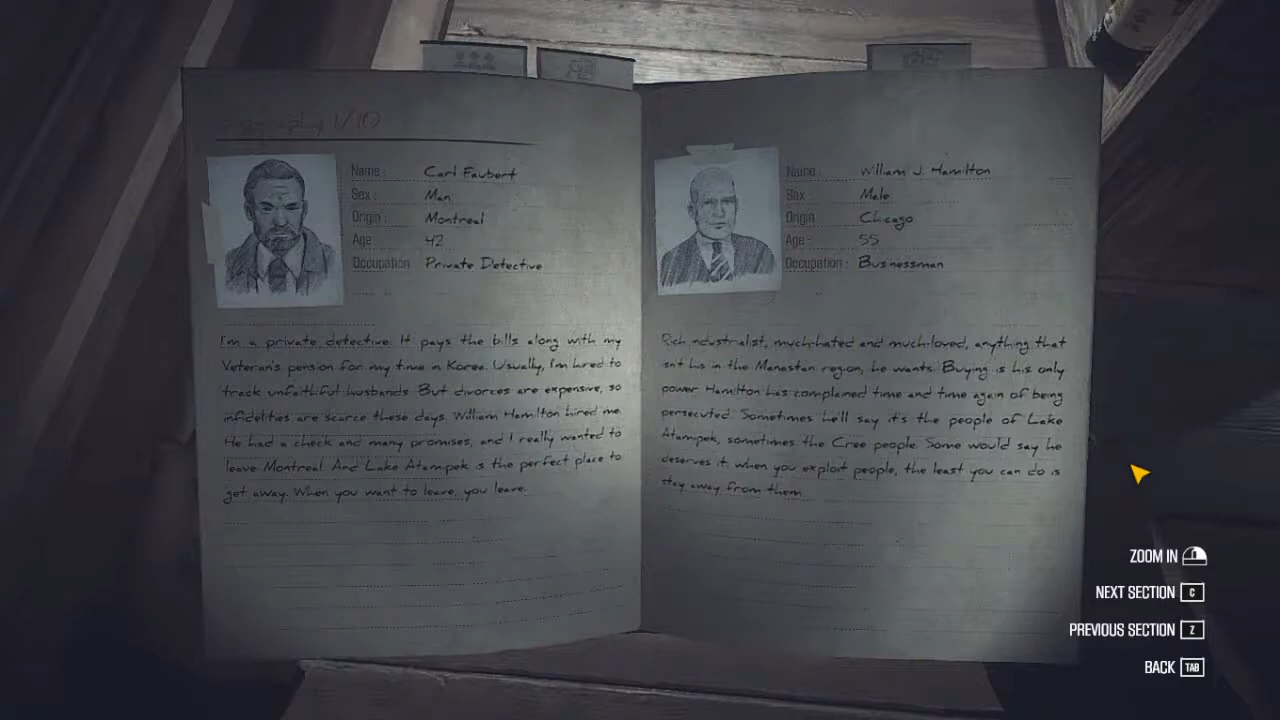 1/10
Name : Carl Faubert
Sex : Man
Origin : Montreal
Age 42
Occupation Private Detective
I'm a private detective. It pays the bills along with my
Veteran's pension for my time in Korea. Usually, I'm hired to
track unfaithful husbands But divorces are expensive, so
infidelities are scarce these days. William Hamilton hired me
He had a check and many promises, and I really wanted to
leave Montreal And Lake Atamipek is the perfect place to
get away. When you want to leave, you leave.
Name : William J. Hamilton
Sex : Male
Origin Chicago
Age : 55
Occupation : Businessman
Rich industrialist, much-hated and much-loved, anything that
isn't his in the Manastan region, he wants Buying is his only
power Hamilton has complained time and time again of being
persecuted Sometimes he'll say it's the people of Lake
Atamipek, sometimes the Cree people. Some would say he
deserves it. when you exploit people, the least you can do is
stay away from them
ZOOM IN
NEXT SECTION C
PREVIOUS SECTION Z
BACK TAB